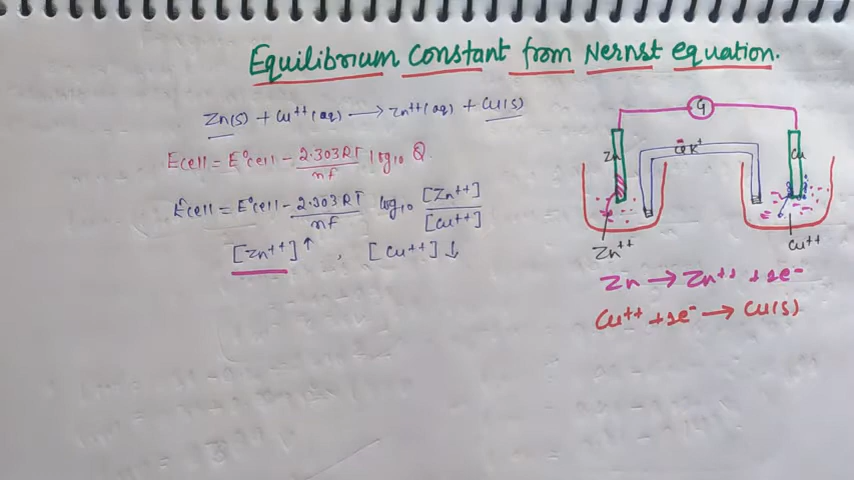 Equilibrium Constant from Nernst equation.
Zn(s) + Cu++(aq) → Zn++(aq) + Cu(s)
Ecell = E°cell - 2.303RT/nf log10 Q
Ecell = E°cell - 2.303RT/nf log10 [Zn++]/[Cu++]
[Zn++]↑ , [Cu++]↓
G
Zn
Cu
Zn++
Cu++
Zn → Zn++ + 2e-
Cu++ + 2e- → Cu(s)